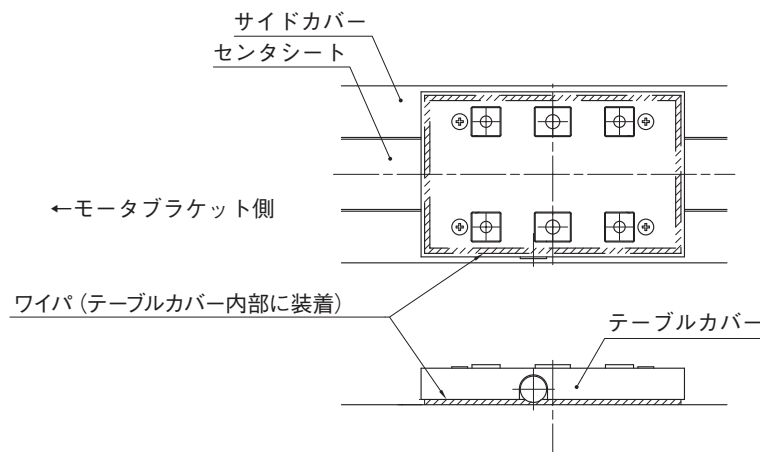 サイドカバー
センタシート
←モータブラケット側
ワイパ（テーブルカバー内部に装着）
テーブルカバー